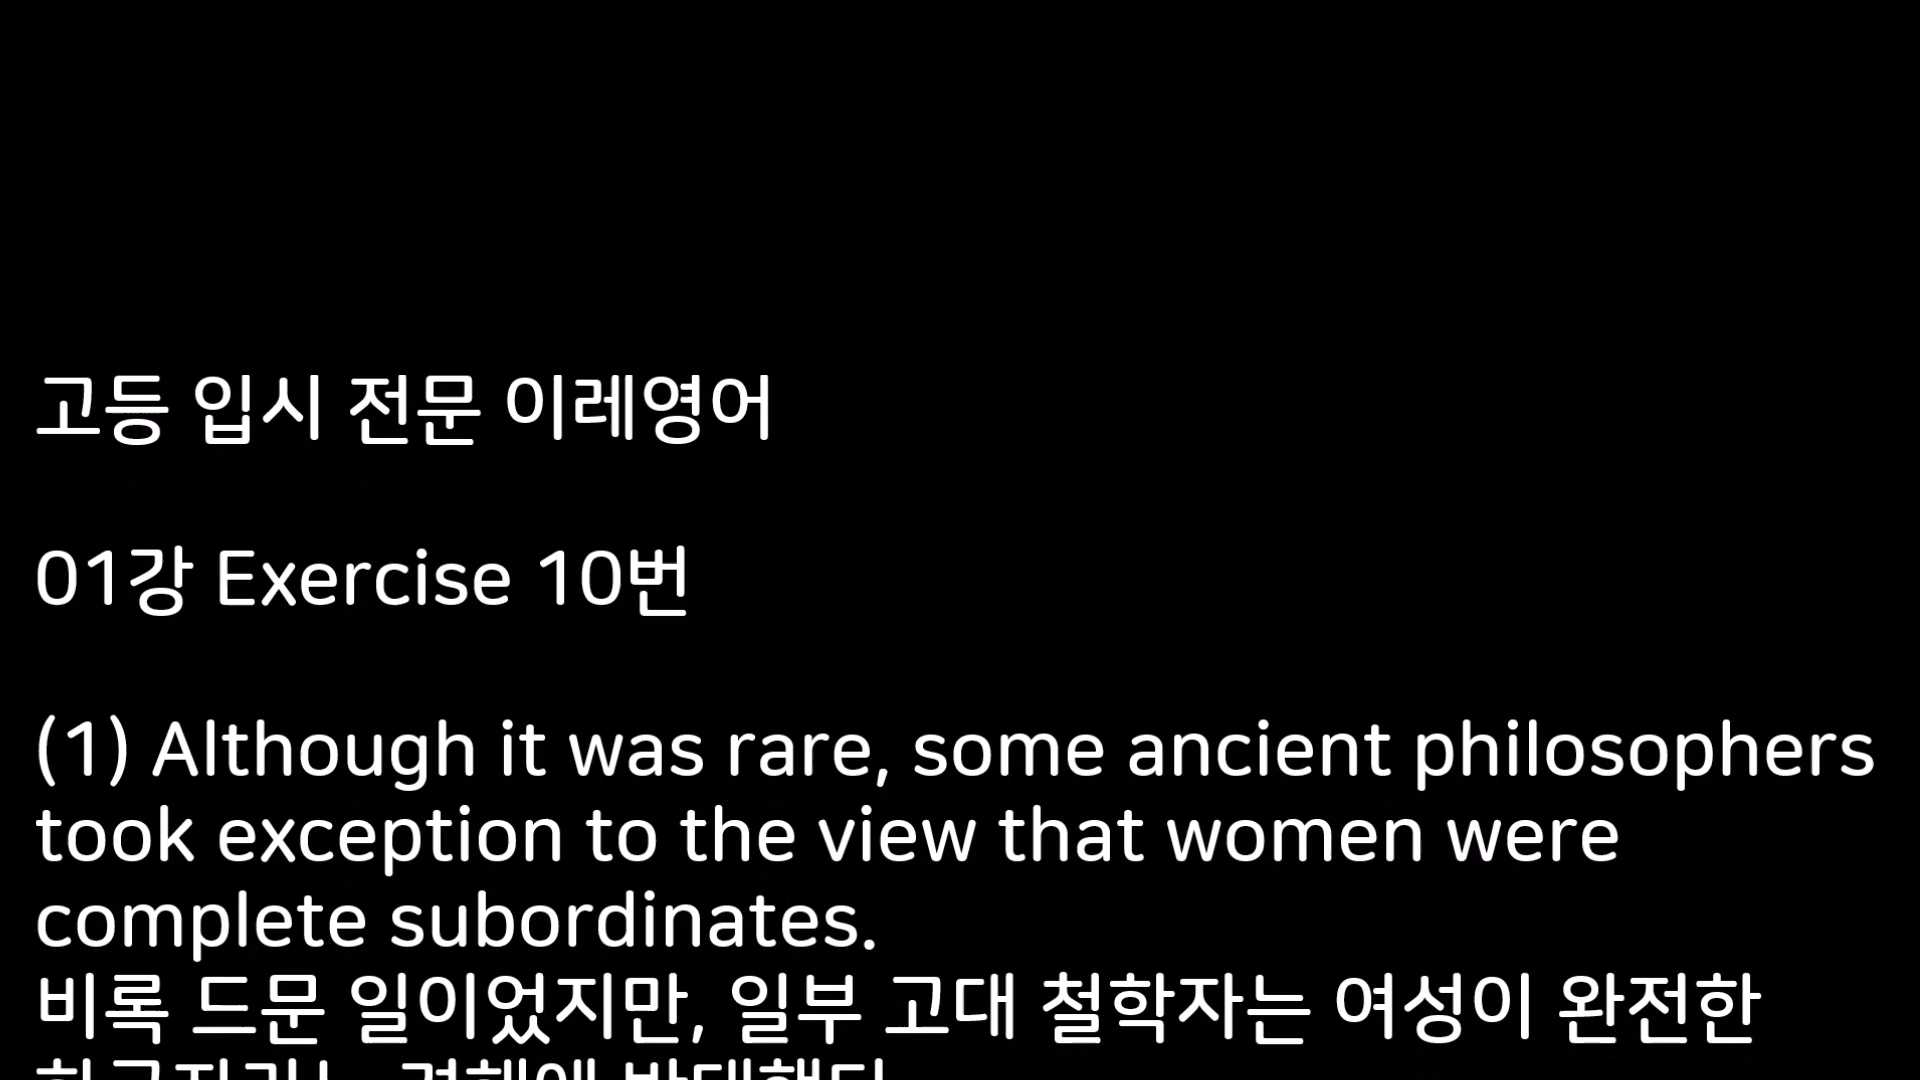 고등 입시 전문 이레영어
01강 Exercise 10번
(1) Although it was rare, some ancient philosophers
took exception to the view that women were
complete subordinates.
비록 드문 일이었지만, 일부 고대 철학자는 여성이 완전한